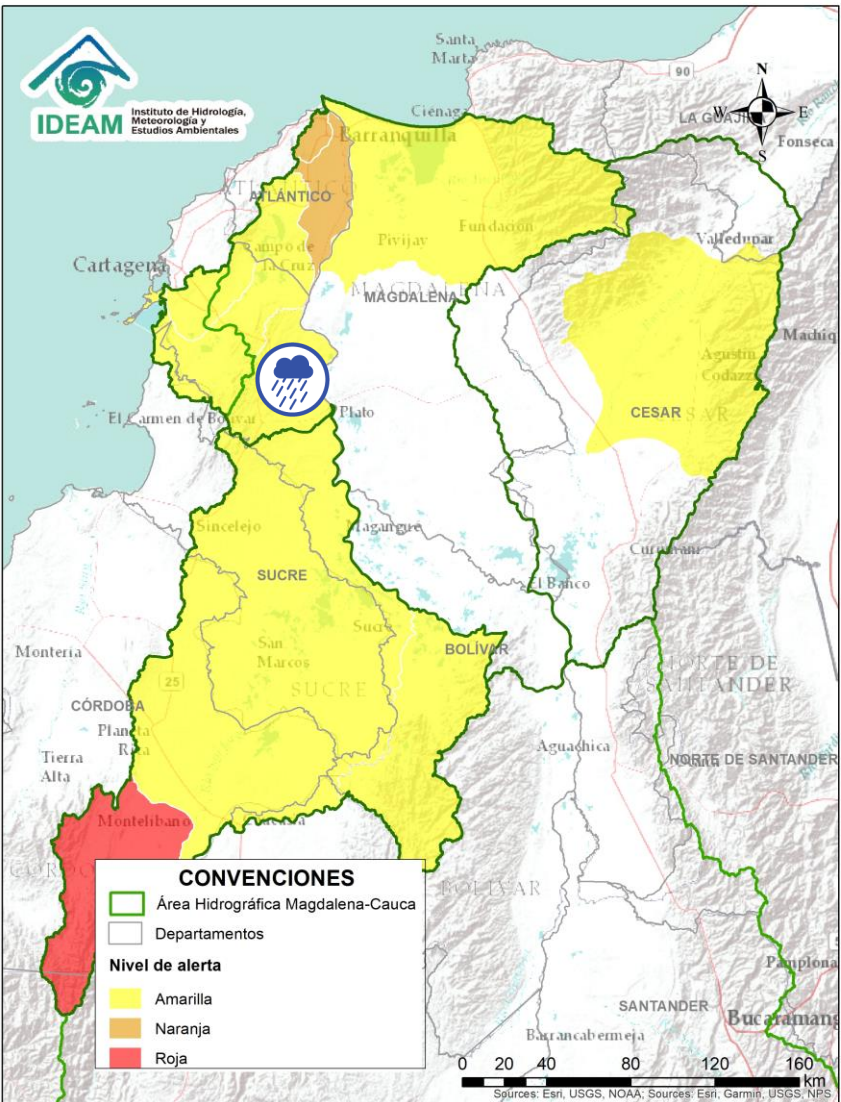 IDEAM
Instituto de Hidrología,
Meteorología y
Estudios Ambientales
Santa
Marta
90
N
W
E
S
Ciénaga
LA GUAJIRA
Barranquilla
Fonseca
ATLÁNTICO
Fundación
Pivijay
Valledupar
Campo de
la Cruz
Cartagena
MAGDALENA
MAGDALENA
Agustín
Codazzi
CESAR
CESAR
El Carmen de Bolívar
Plato
Sincelejo
Magangue
Curumaní
El Banco
SUCRE
Sucre
Montería
San
Marcos
BOLÍVAR
NORTE DE
SANTANDER
25
SUCRE
CÓRDOBA
Planeta
Rica
Tierra
Alta
Aguachica
NORTE DE SANTANDER
Montelíbano
CONVENCIONES
Área Hidrográfica Magdalena-Cauca
Departamentos
Nivel de alerta
Amarilla
Naranja
Roja
BOLÍVAR
Pamplona
SANTANDER
Bucaramang
Barrancabermeja
0 20 40 80 120 160
km
Sources: Esri, USGS, NOAA; Sources: Esri, Garmin, USGS, NPS